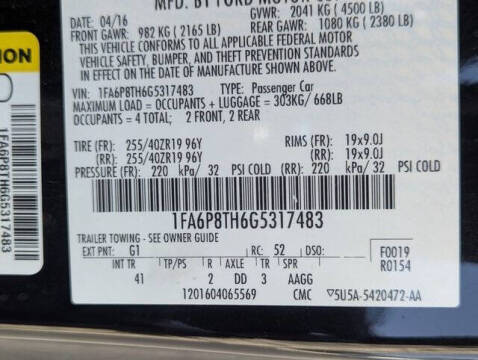 MFD. BY FORD MOTOR
DATE: 04/16 GVWR: 2041 KG (4500 LB)
FRONT GAWR: 982 KG (2165 LB) REAR GAWR: 1080 KG (2380 LB)
THIS VEHICLE CONFORMS TO ALL APPLICABLE FEDERAL MOTOR
VEHICLE SAFETY, BUMPER, AND THEFT PREVENTION STANDARDS
IN EFFECT ON THE DATE OF MANUFACTURE SHOWN ABOVE.
VIN: 1FA6P8TH6G5317483 TYPE: Passenger Car
MAXIMUM LOAD = OCCUPANTS + LUGGAGE = 303KG/ 668LB
OCCUPANTS = 4 TOTAL; 2 FRONT, 2 REAR
TIRE (FR): 255/40ZR19 96Y RIMS (FR): 19x9.0J
(RR): 255/40ZR19 96Y (RR): 19x9.0J
PRESSURE (FR): 220 kPa/ 32 PSI COLD (RR): 220 kPa/ 32 PSI COLD
1FA6P8TH6G5317483
TRAILER TOWING - SEE OWNER GUIDE
EXT PNT: G1 RC: 52 DSO: F0019
R0154
INT TR TP/PS R AXLE TR SPR
41 2 DD 3 AAGG
1201604065569 CMC ▽5U5A-5420472-AA
ION
1FA6P8TH6G5317483